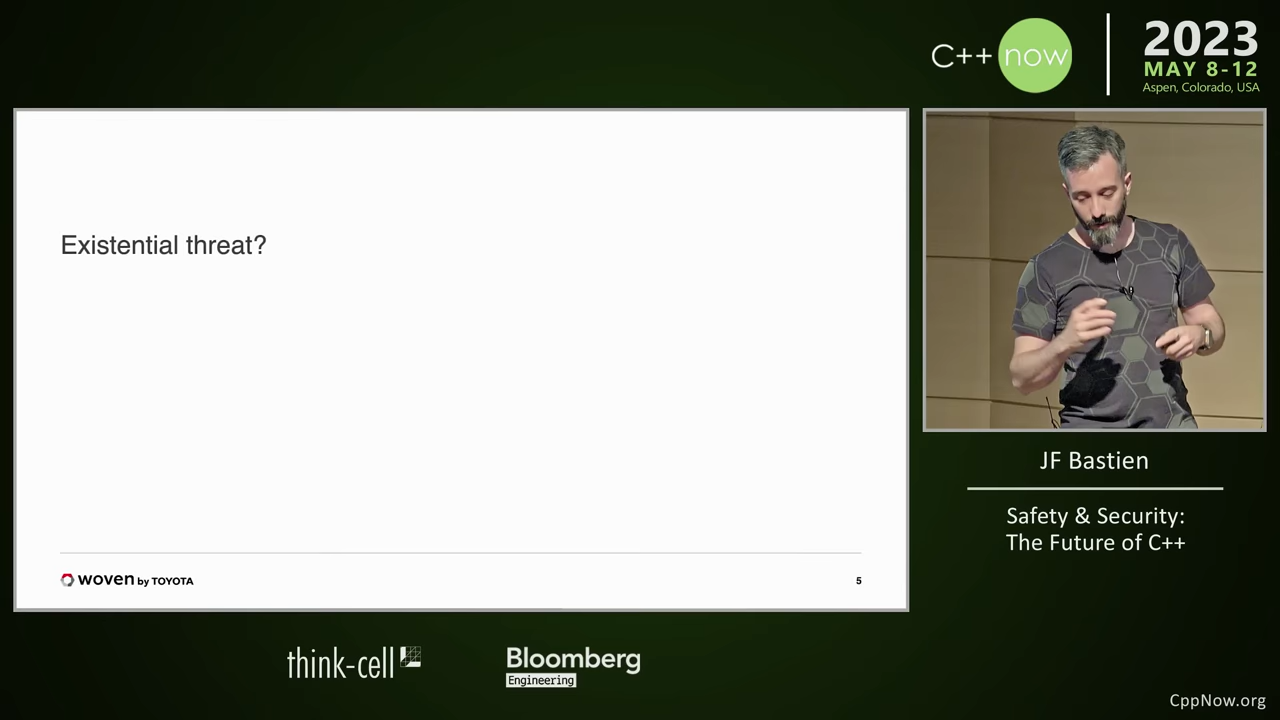 C++ now
2023
MAY 8-12
Aspen, Colorado, USA
Existential threat?
woven by TOYOTA
5
JF Bastien
Safety & Security:
The Future of C++
think-cell
Bloomberg
Engineering
CppNow.org